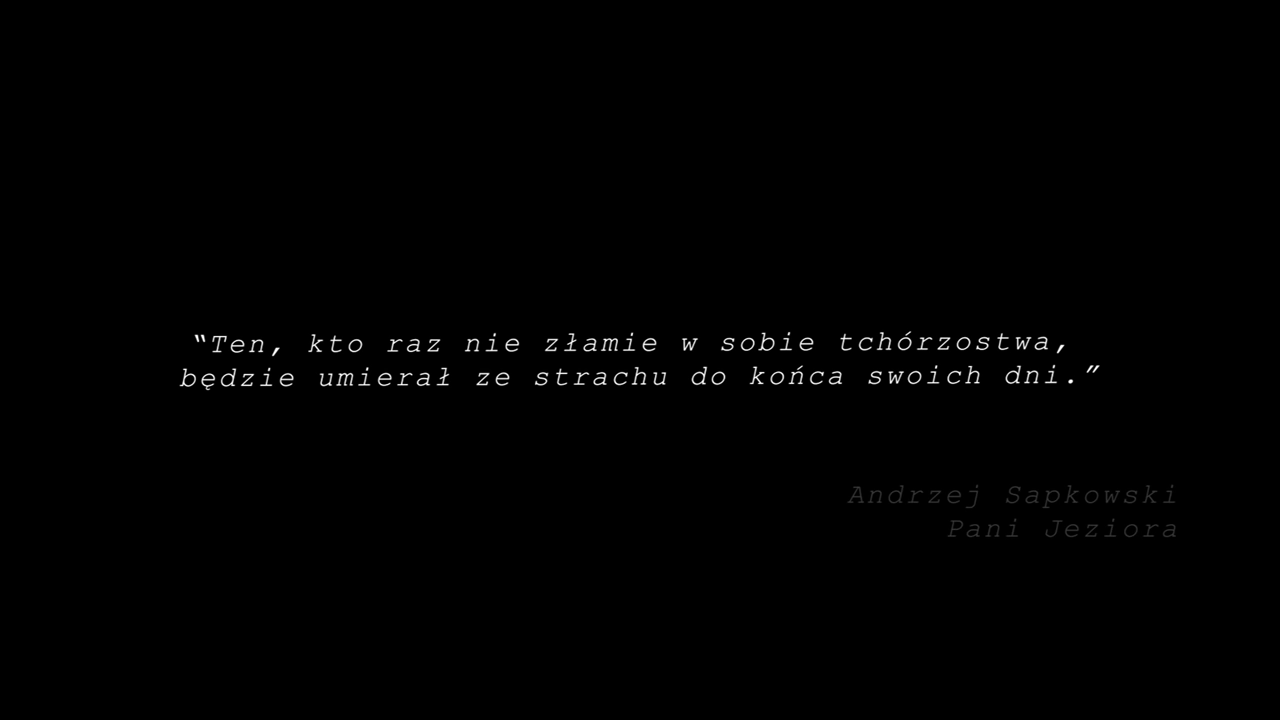 “Ten, kto raz nie złamie w sobie tchórzostwa,
będzie umierał ze strachu do końca swoich dni.”
Andrzej Sapkowski
Pani Jeziora